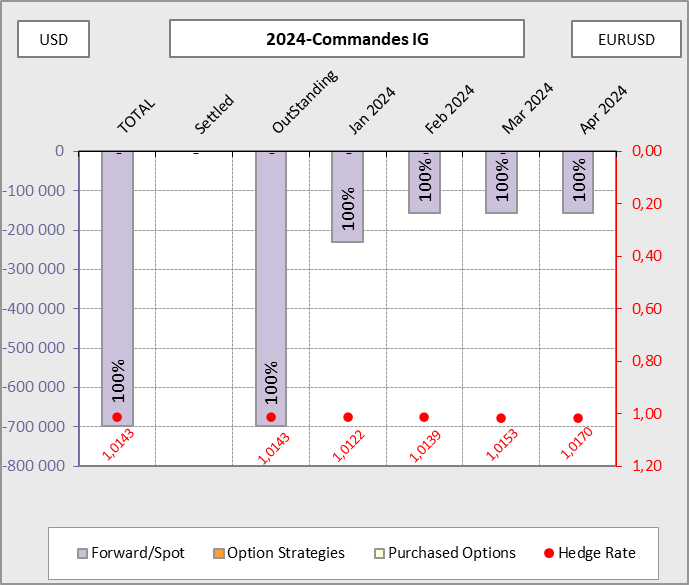 USD
2024-Commandes IG
EURUSD
TOTAL
Settled
OutStanding
Jan 2024
Feb 2024
Mar 2024
Apr 2024
0
-100 000
-200 000
-300 000
-400 000
-500 000
-600 000
-700 000
-800 000
100%
100%
100%
100%
100%
100%
1,0143
1,0143
1,0122
1,0139
1,0153
1,0170
0,00
0,20
0,40
0,60
0,80
1,00
1,20
Forward/Spot
Option Strategies
Purchased Options
Hedge Rate